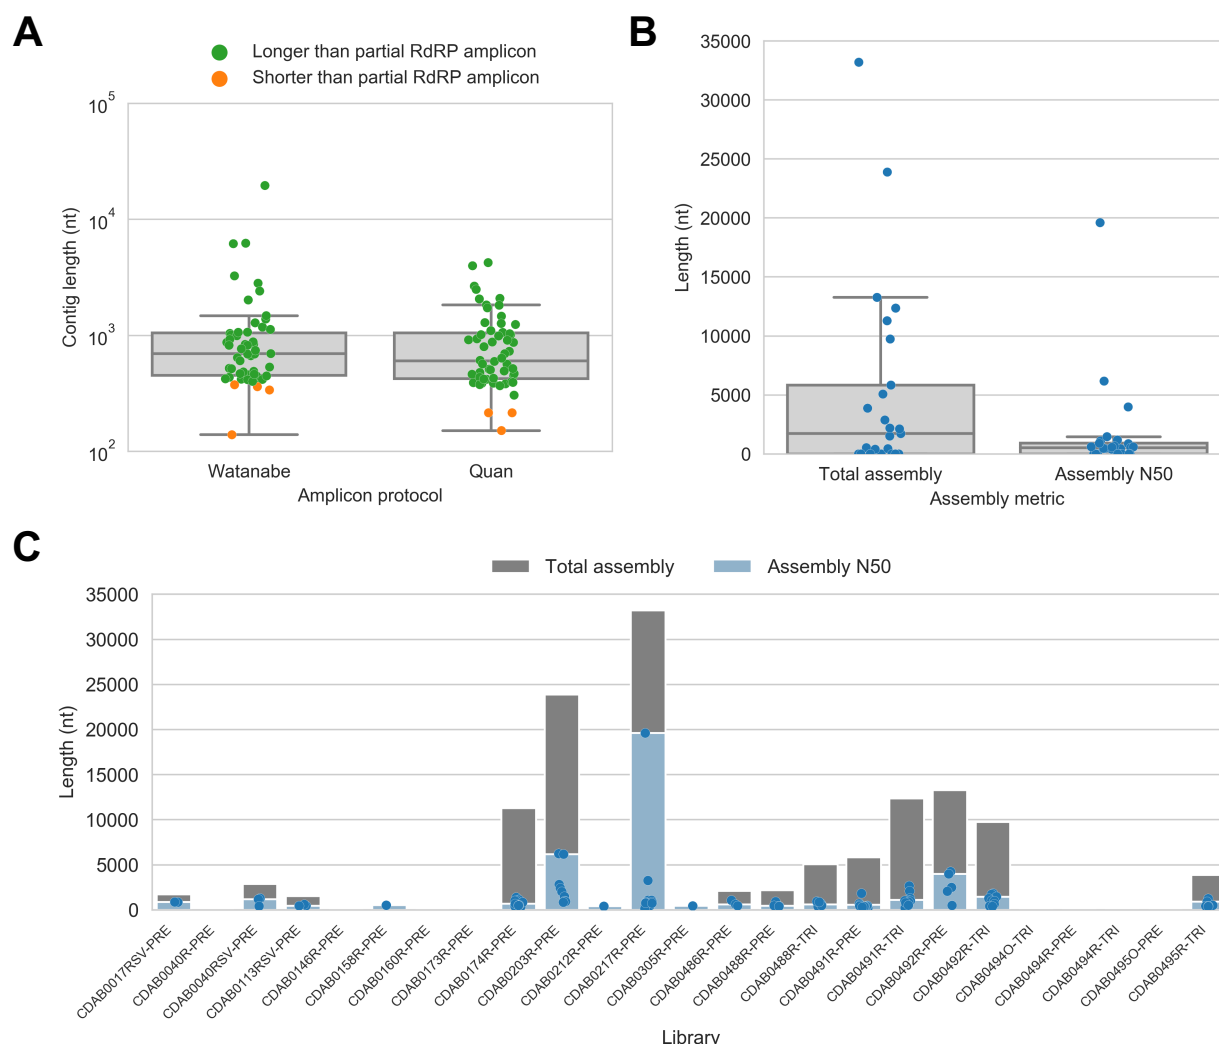 A
Longer than partial RdRP amplicon
Shorter than partial RdRP amplicon
10^5
10^4
10^3
10^2
Contig length (nt)
Watanabe
Quan
Amplicon protocol
B
35000
30000
25000
20000
15000
10000
5000
0
Length (nt)
Total assembly
Assembly N50
Assembly metric
C
Total assembly
Assembly N50
35000
30000
25000
20000
15000
10000
5000
0
Length (nt)
CDAB0017RSV-PRE
CDAB0040R-PRE
CDAB0040RSV-PRE
CDAB0113RSV-PRE
CDAB0146R-PRE
CDAB0158R-PRE
CDAB0160R-PRE
CDAB0173R-PRE
CDAB0174R-PRE
CDAB0203R-PRE
CDAB0212R-PRE
CDAB0217R-PRE
CDAB0305R-PRE
CDAB0486R-PRE
CDAB0488R-PRE
CDAB0488R-TRI
CDAB0491R-PRE
CDAB0491R-TRI
CDAB0492R-PRE
CDAB0492R-TRI
CDAB0494O-TRI
CDAB0494R-PRE
CDAB0494R-TRI
CDAB0495O-PRE
CDAB0495R-TRI
Library